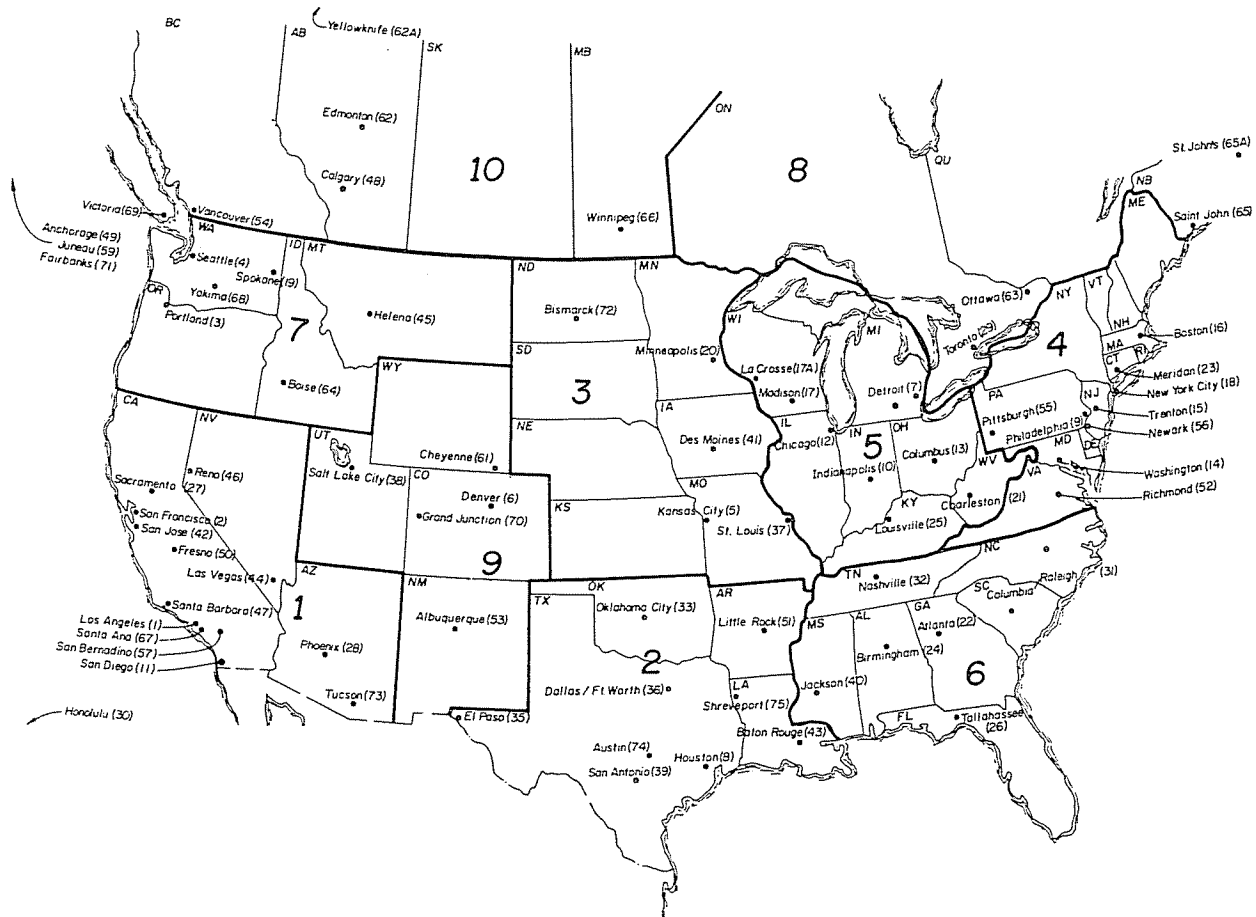 BC
AB
Yellowknife (62A)
SK
MB
ON
QU
St. John's (65A)
NB
ME
Edmonton (62)
10
8
Calgary (48)
Victoria (69)
Vancouver (54)
Winnipeg (66)
Saint John (65)
Anchorage (49)
Juneau (59)
Fairbanks (71)
WA
Seattle (4)
Spokane (19)
Yakima (68)
ID
MT
ND
MN
Ottawa (63)
NY
VT
OR
Portland (3)
7
Helena (45)
Bismarck (72)
WI
MI
Toronto (29)
4
NH
MA
Boston (16)
RI
CT
SD
Minneapolis (20)
Boise (64)
WY
3
La Crosse (17A)
Madison (17)
Detroit (7)
PA
NJ
Meridan (23)
New York City (18)
Trenton (15)
Newark (56)
CA
NV
UT
NE
IA
IL
IN
OH
Pittsburgh (55)
Philadelphia (9)
MD
DE
Reno (46)
Salt Lake City (38)
Cheyenne (61)
CO
Des Moines (41)
Chicago (12)
5
Indianapolis (10)
Columbus (13)
WV
VA
Washington (14)
Richmond (52)
Sacramento (27)
San Francisco (2)
San Jose (42)
Fresno (50)
Denver (6)
Grand Junction (70)
KS
MO
Kansas City (5)
St. Louis (37)
KY
Louisville (25)
Charleston (21)
Las Vegas (44)
AZ
9
NM
OK
TX
AR
TN
Nashville (32)
NC
Raleigh (31)
SC
Columbia
1
Santa Barbara (47)
Los Angeles (1)
Santa Ana (67)
San Bernadino (57)
San Diego (11)
Albuquerque (53)
Oklahoma City (33)
Little Rock (51)
MS
AL
GA
Atlanta (22)
Birmingham (24)
Phoenix (28)
2
Dallas / Ft Worth (36)
LA
Shreveport (75)
Jackson (40)
6
Tucson (73)
Honolulu (30)
El Paso (35)
Baton Rouge (43)
FL
Tallahassee
(26)
Austin (74)
San Antonio (39)
Houston (8)